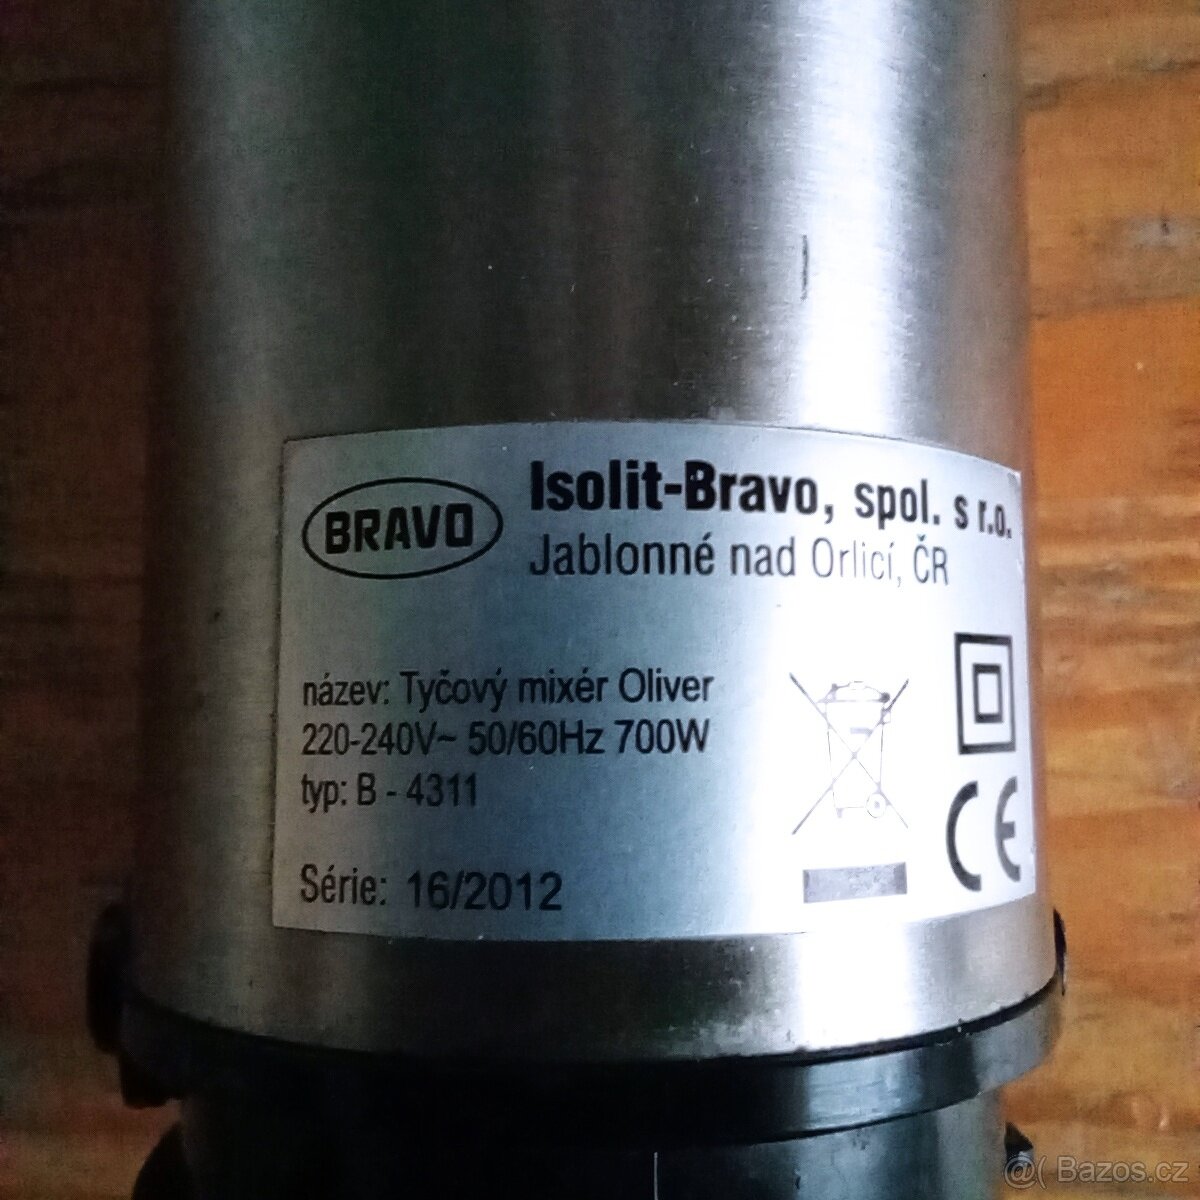 BRAVO
Isolit-Bravo, spol. s r.o.
Jablonné nad Orlicí, ČR
název: Tyčový mixér Oliver
220-240V~ 50/60Hz 700W
typ: B - 4311
Série: 16/2012
CE
@( Bazos.cz